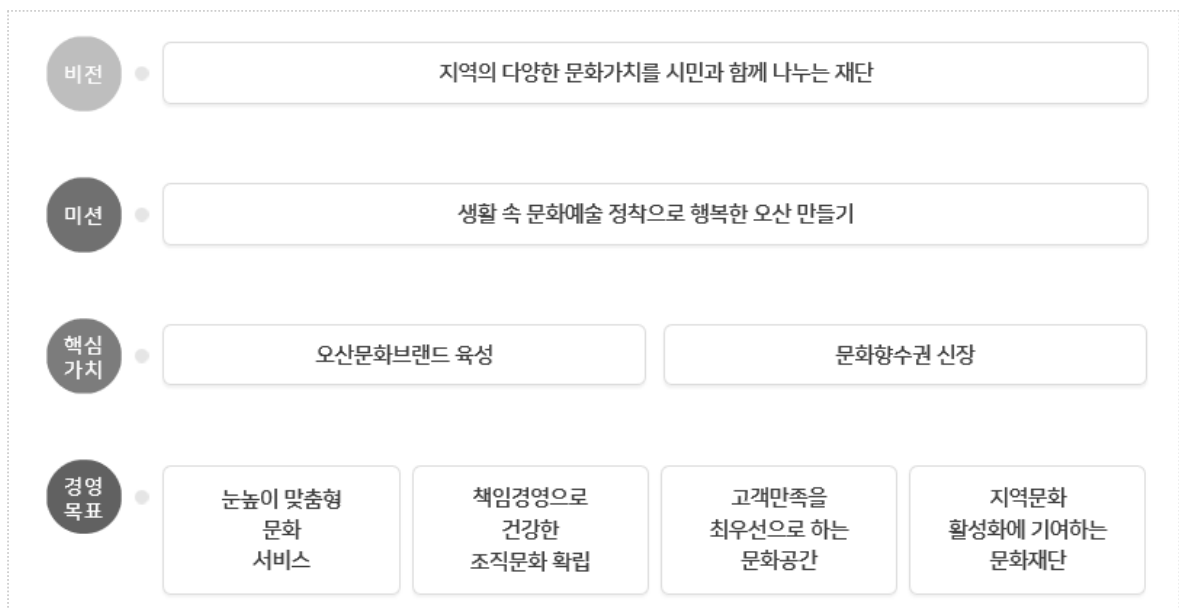 비전
지역의 다양한 문화가치를 시민과 함께 나누는 재단
미션
생활 속 문화예술 정착으로 행복한 오산 만들기
핵심
가치
오산문화브랜드 육성
문화향수권 신장
경영
목표
눈높이 맞춤형
문화
서비스
책임경영으로
건강한
조직문화 확립
고객만족을
최우선으로 하는
문화공간
지역문화
활성화에 기여하는
문화재단